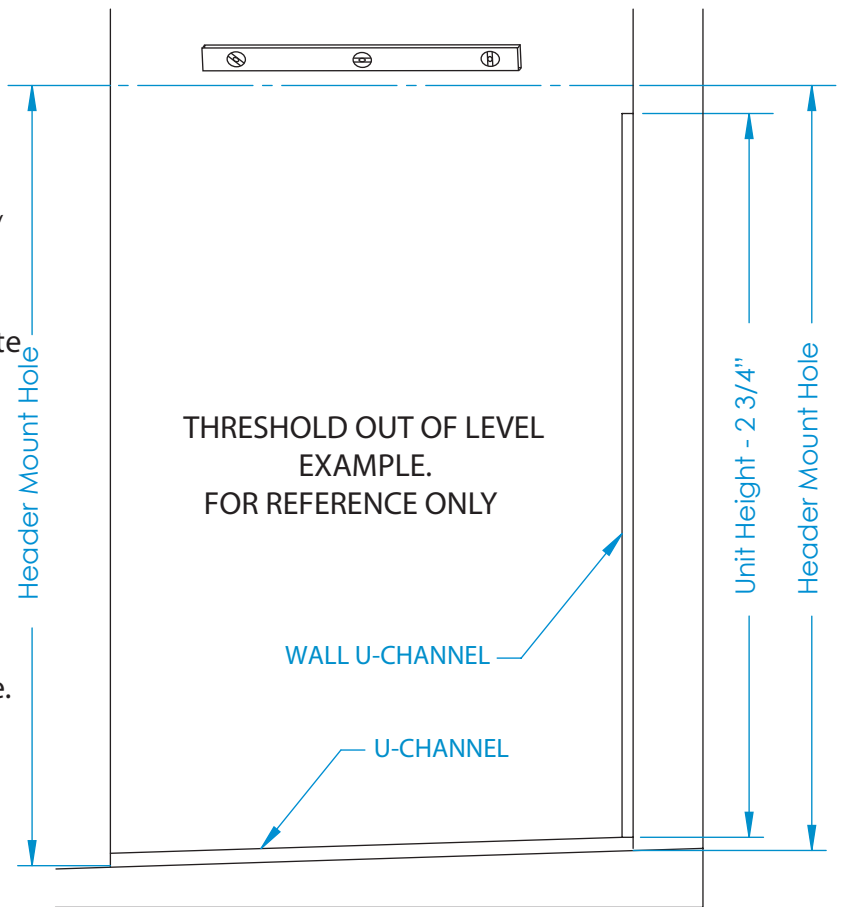 Header Mount Hole
THRESHOLD OUT OF LEVEL
EXAMPLE.
FOR REFERENCE ONLY
WALL U-CHANNEL
U-CHANNEL
Unit Height - 2 3/4"
Header Mount Hole